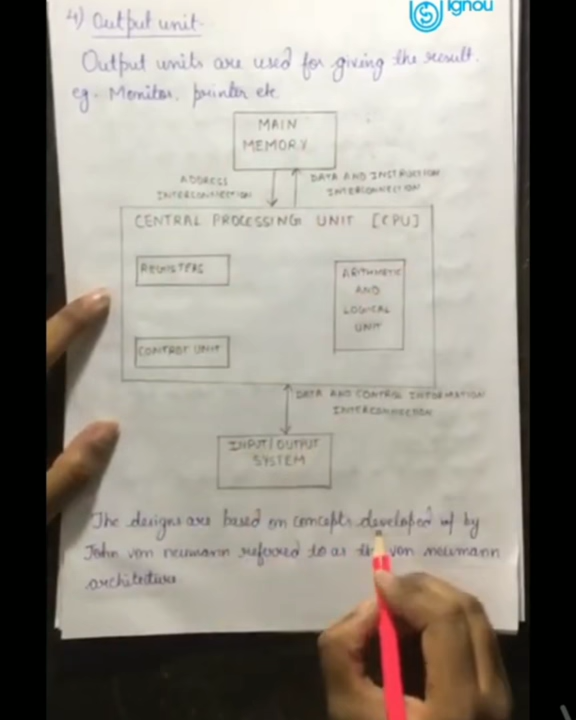 4) Output unit
ignou
Output units are used for giving the result.
eg - Monitor, printer etc
MAIN
MEMORY
ADDRESS
INTERCONNECTION
DATA AND INSTRUCTION
INTERCONNECTION
CENTRAL PROCESSING UNIT [CPU]
REGISTERS
ARITHMETIC
AND
LOGICAL
UNIT
CONTROL UNIT
DATA AND CONTROL INFORMATION
INTERCONNECTION
INPUT/OUTPUT
SYSTEM
The designs are based on concepts developed by
John von neumann referred to as the von neumann
architecture